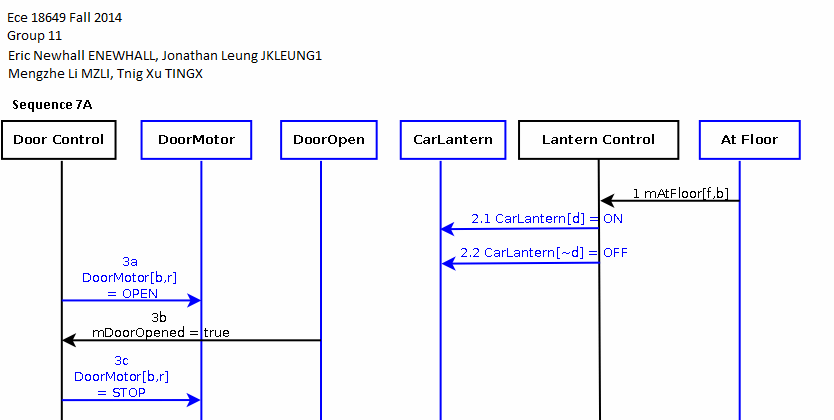 Ece 18649 Fall 2014
Group 11
Eric Newhall ENEWHALL, Jonathan Leung JKLEUNG1
Mengzhe Li MZLI, Tnig Xu TINGX
Sequence 7A
Door Control DoorMotor DoorOpen CarLantern Lantern Control At Floor
1 mAtFloor[f,b]
2.1 CarLantern[d] = ON
2.2 CarLantern[~d] = OFF
3a
DoorMotor[b,r]
= OPEN
3b
mDoorOpened = true
3c
DoorMotor[b,r]
= STOP